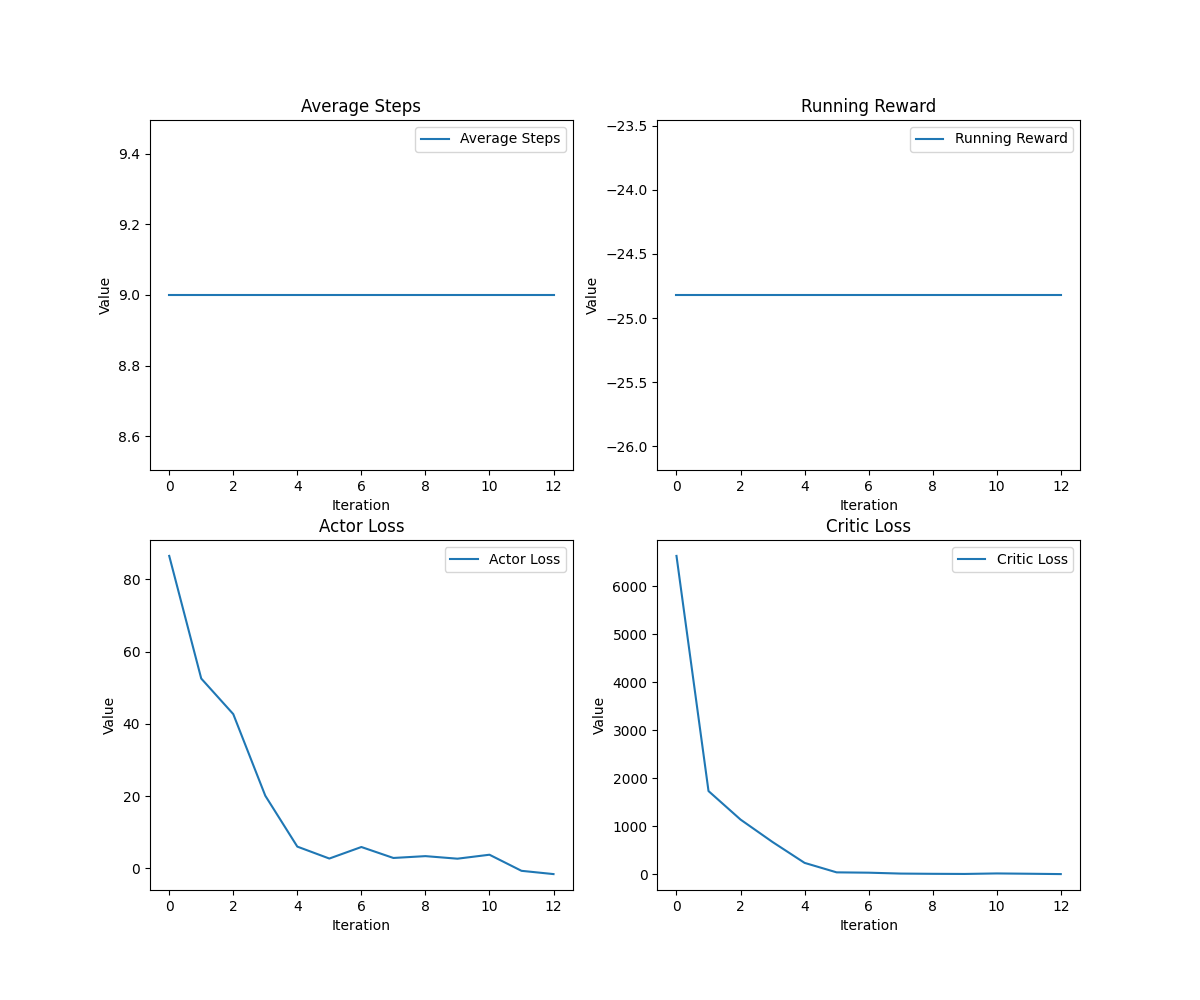 Average Steps
Average Steps
9.4
9.2
9.0
8.8
8.6
Value
0 2 4 6 8 10 12
Iteration
Running Reward
Running Reward
−23.5
−24.0
−24.5
−25.0
−25.5
−26.0
Value
0 2 4 6 8 10 12
Iteration
Actor Loss
Actor Loss
80
60
40
20
0
Value
0 2 4 6 8 10 12
Iteration
Critic Loss
Critic Loss
6000
5000
4000
3000
2000
1000
0
Value
0 2 4 6 8 10 12
Iteration